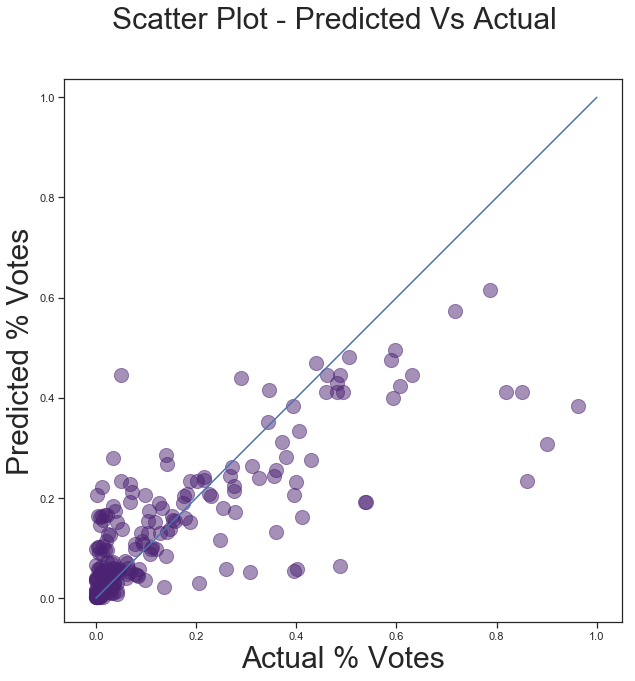 Scatter Plot - Predicted Vs Actual
Predicted % Votes
1.0
0.8
0.6
0.4
0.2
0.0
0.0 0.2 0.4 0.6 0.8 1.0
Actual % Votes